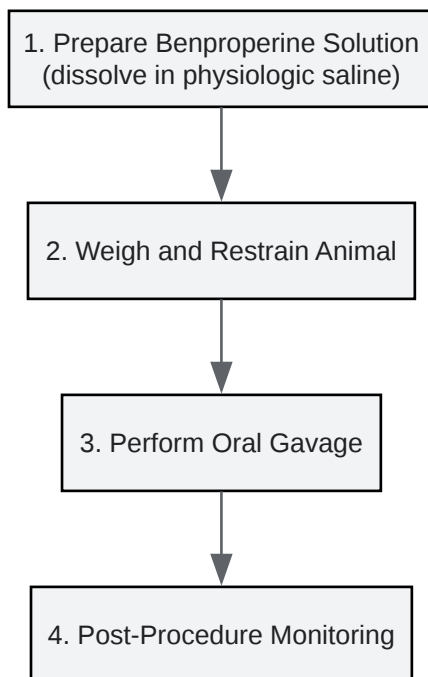 1. Prepare Benproperine Solution
(dissolve in physiologic saline)
2. Weigh and Restrain Animal
3. Perform Oral Gavage
4. Post-Procedure Monitoring